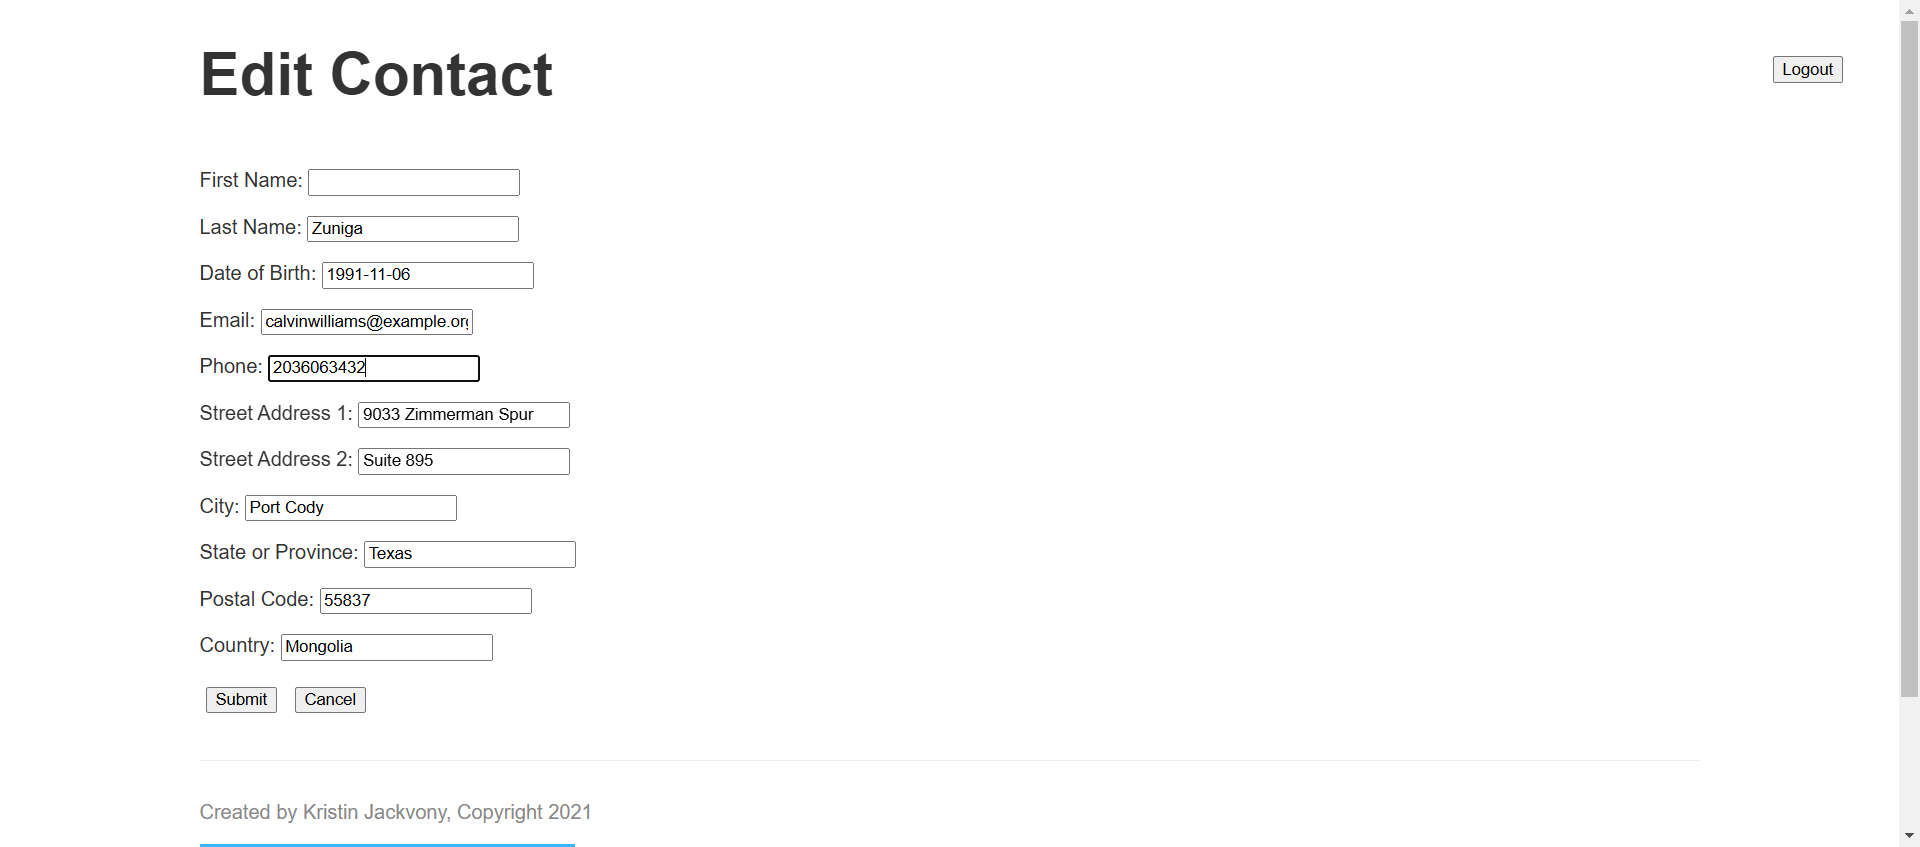 Edit Contact
Logout
First Name:
Last Name: Zuniga
Date of Birth: 1991-11-06
Email: calvinwilliams@example.org
Phone: 2036063432
Street Address 1: 9033 Zimmerman Spur
Street Address 2: Suite 895
City: Port Cody
State or Province: Texas
Postal Code: 55837
Country: Mongolia
Submit Cancel
Created by Kristin Jackvony, Copyright 2021